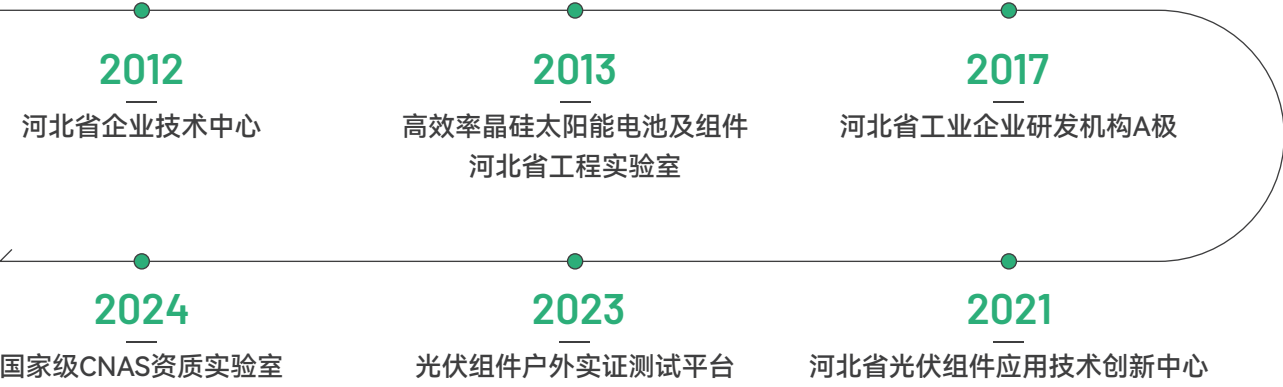 2012
河北省企业技术中心
2013
高效率晶硅太阳能电池及组件
河北省工程实验室
2017
河北省工业企业研发机构A极
2021
河北省光伏组件应用技术创新中心
2023
光伏组件户外实证测试平台
2024
国家级CNAS资质实验室